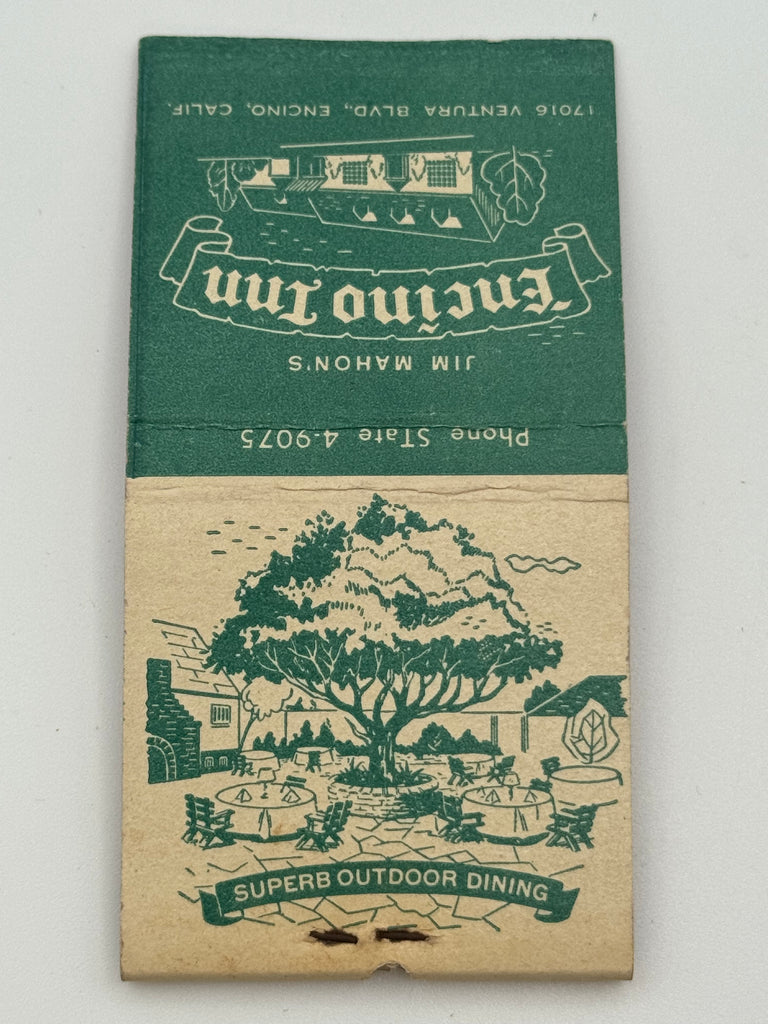 Phone STate 4-9075
JIM MAHON'S
Encino Inn
17016 VENTURA BLVD., ENCINO, CALIF.
SUPERB OUTDOOR DINING